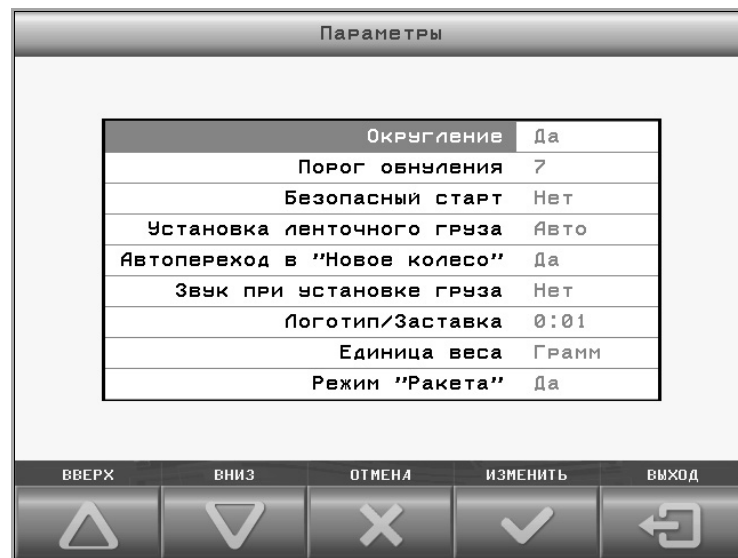 Параметры
Округление Да
Порог обнуления 7
Безопасный старт Нет
Установка ленточного груза Авто
Автопереход в "Новое колесо" Да
Звук при установке груза Нет
Логотип/Заставка 0:01
Единица веса Грамм
Режим "Ракета" Да
ВВЕРХ ВНИЗ ОТМЕНА ИЗМЕНИТЬ ВЫХОД